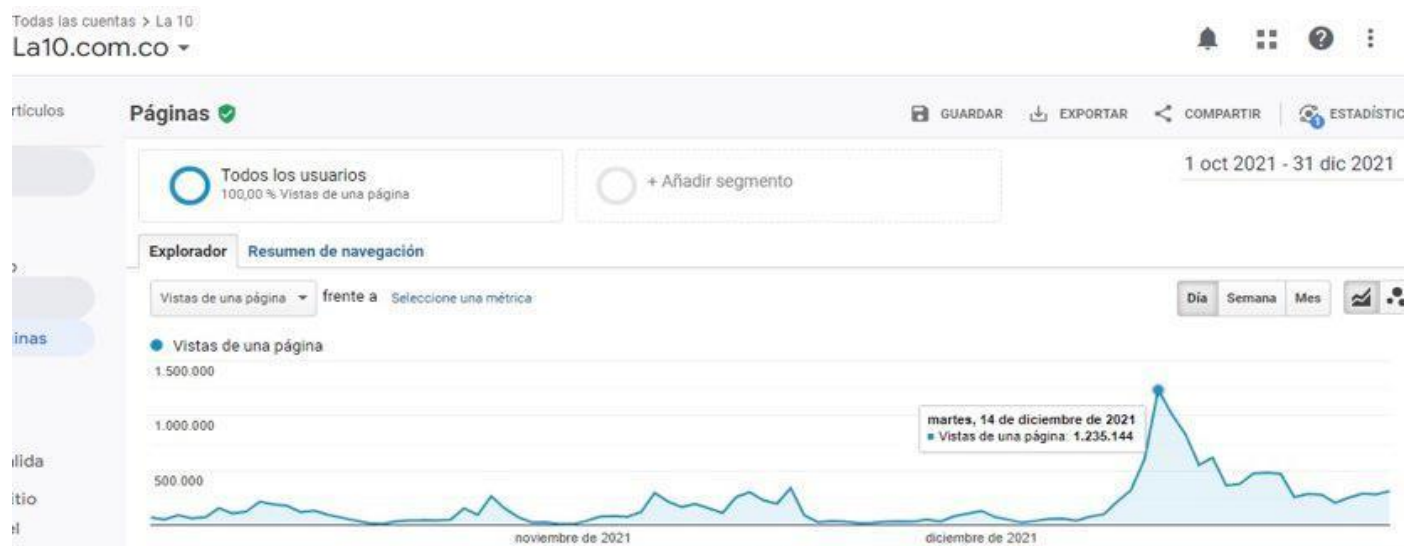 Todas las cuentas > La 10
La10.com.co
rtículos
Páginas
GUARDAR
EXPORTAR
COMPARTIR
ESTADÍSTIC
1
Todos los usuarios
100,00 % Vistas de una página
+ Añadir segmento
1 oct 2021 - 31 dic 2021
Explorador
Resumen de navegación
Vistas de una página
frente a
Seleccione una métrica
Día
Semana
Mes
inas
Vistas de una página
1.500.000
1.000.000
500.000
martes, 14 de diciembre de 2021
Vistas de una página: 1.235.144
lida
itio
el
noviembre de 2021
diciembre de 2021